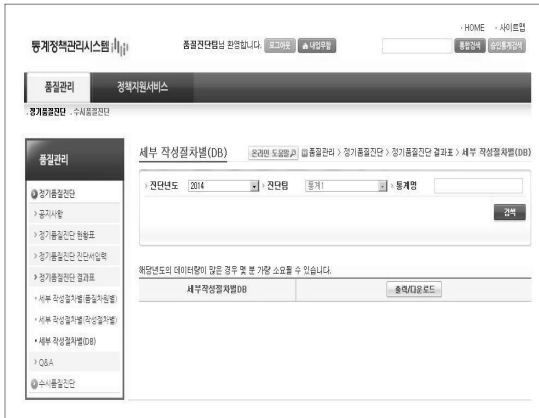 · HOME · 사이트맵
통계정책관리시스템
품질진단팀님 환영합니다. 로그아웃 내업무함
통합검색 승인통계검색
품질관리 정책지원서비스
· 정기품질진단 · 수시품질진단
품질관리
세부 작성절차별(DB) 온라인 도움말 품질관리 > 정기품질진단 > 정기품질진단 결과표 > 세부 작성절차별(DB)
› 진단년도 2014 › 진단팀 통계1 › 통계명
검색
정기품질진단
> 공지사항
> 정기품질진단 현황표
> 정기품질진단 진단서입력
> 정기품질진단 결과표
• 세부 작성절차별(품질차원별)
• 세부 작성절차별(작성절차별)
• 세부 작성절차별(DB)
> Q&A
수시품질진단
해당년도의 데이터량이 많은 경우 몇 분 가량 소요될 수 있습니다.
세부작성절차별DB 출력/다운로드